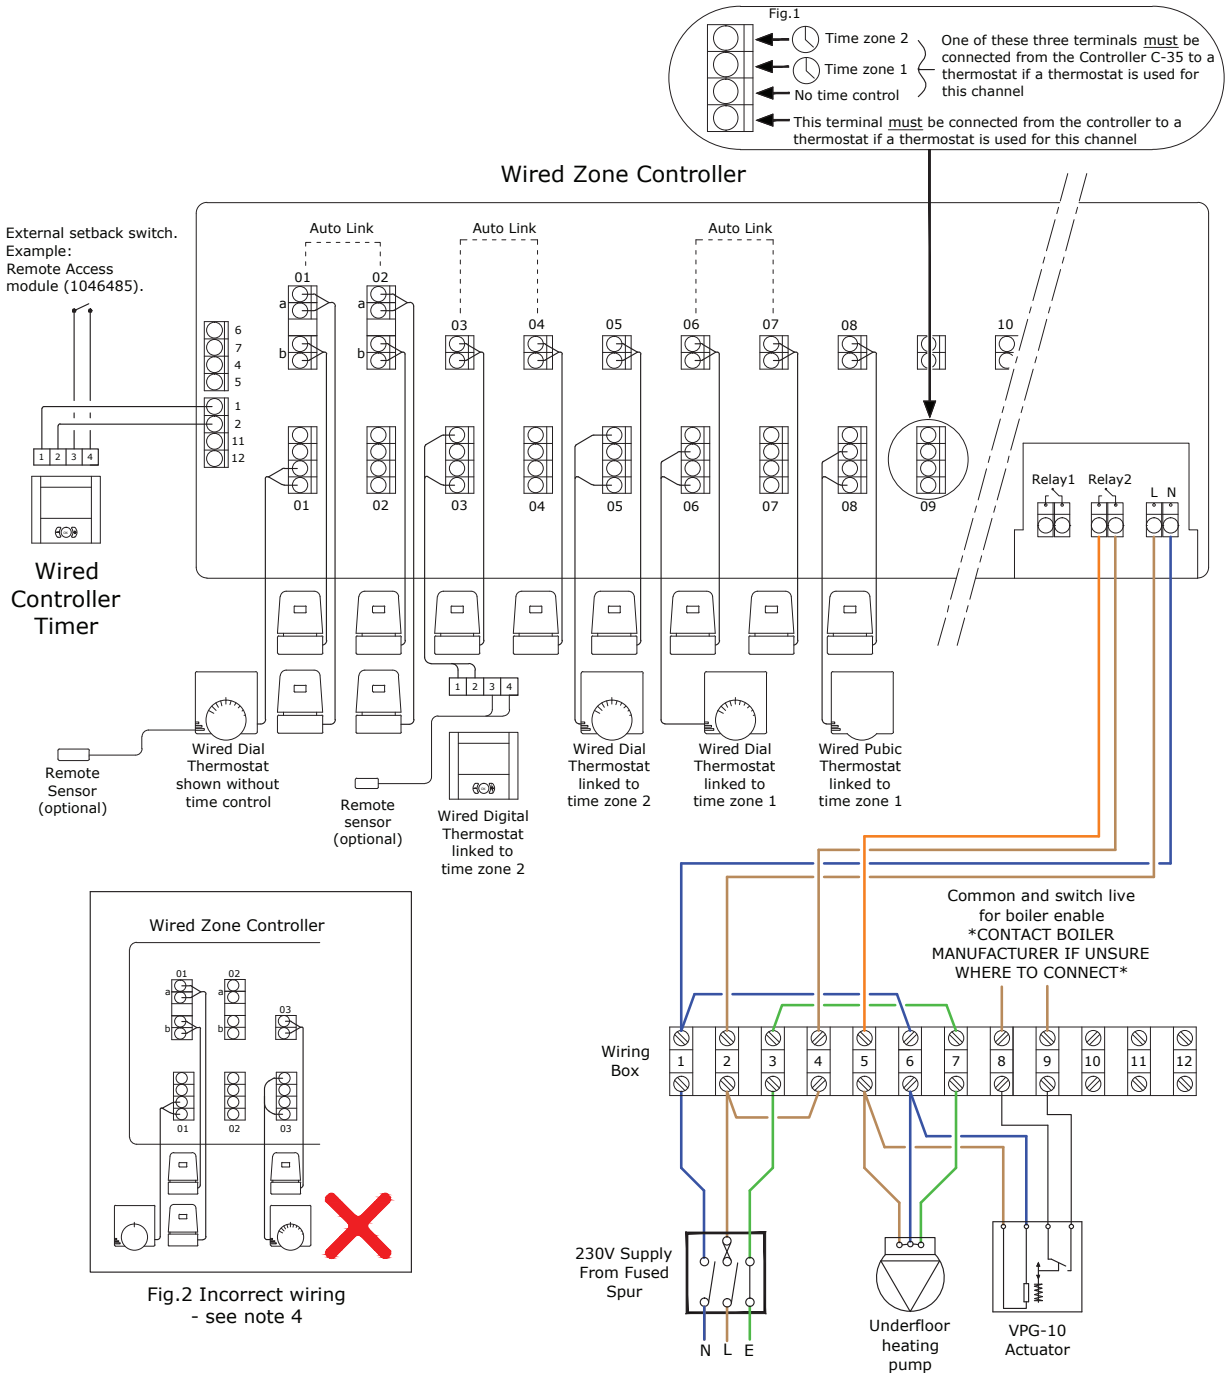 Fig.1
Time zone 2
Time zone 1
No time control
One of these three terminals must be
connected from the Controller C-35 to a
thermostat if a thermostat is used for
this channel
This terminal must be connected from the controller to a
thermostat if a thermostat is used for this channel
Wired Zone Controller
External setback switch.
Example:
Remote Access
module (1046485).
Auto Link
Auto Link
Auto Link
01
02
a
a
b
b
03
04
05
06
07
08
10
6
7
4
5
1
2
11
12
1 2 3 4
01
02
03
04
05
06
07
08
09
Relay1
Relay2
L N
Wired
Controller
Timer
1 2 3 4
Remote
Sensor
(optional)
Wired Dial
Thermostat
shown without
time control
Remote
sensor
(optional)
Wired Digital
Thermostat
linked to
time zone 2
Wired Dial
Thermostat
linked to
time zone 2
Wired Dial
Thermostat
linked to
time zone 1
Wired Pubic
Thermostat
linked to
time zone 1
Common and switch live
for boiler enable
*CONTACT BOILER
MANUFACTURER IF UNSURE
WHERE TO CONNECT*
Wiring
Box
1 2 3 4 5 6 7 8 9 10 11 12
Wired Zone Controller
01
02
a
a
b
b
03
01
02
03
Fig.2 Incorrect wiring
- see note 4
230V Supply
From Fused
Spur
N L E
Underfloor
heating
pump
VPG-10
Actuator